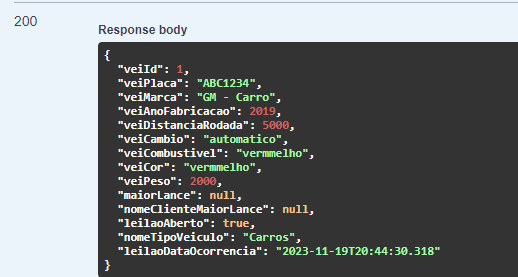 200
Response body
{
"veiId": 1,
"veiPlaca": "ABC1234",
"veiMarca": "GM - Carro",
"veiAnoFabricacao": 2019,
"veiDistanciaRodada": 5000,
"veiCambio": "automatico",
"veiCombustivel": "vermmelho",
"veiCor": "vermmelho",
"veiPeso": 2000,
"maiorLance": null,
"nomeClienteMaiorLance": null,
"leilaoAberto": true,
"nomeTipoVeiculo": "Carros",
"leilaoDataOcorrencia": "2023-11-19T20:44:30.318"
}